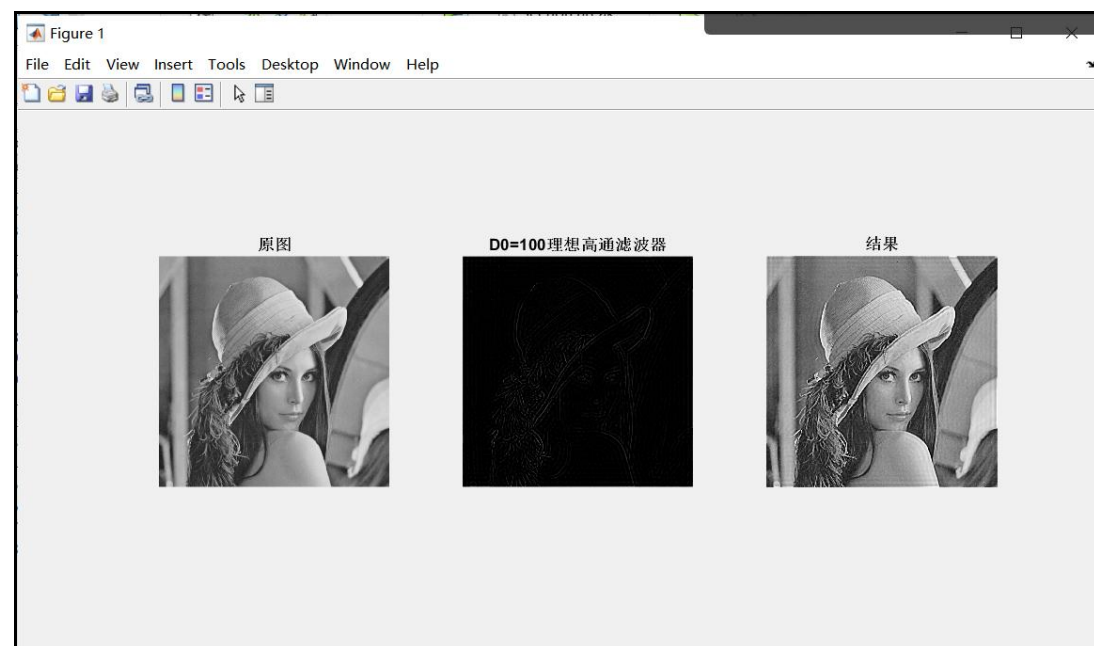 Figure 1
File Edit View Insert Tools Desktop Window Help
原图
D0=100理想高通滤波器
结果